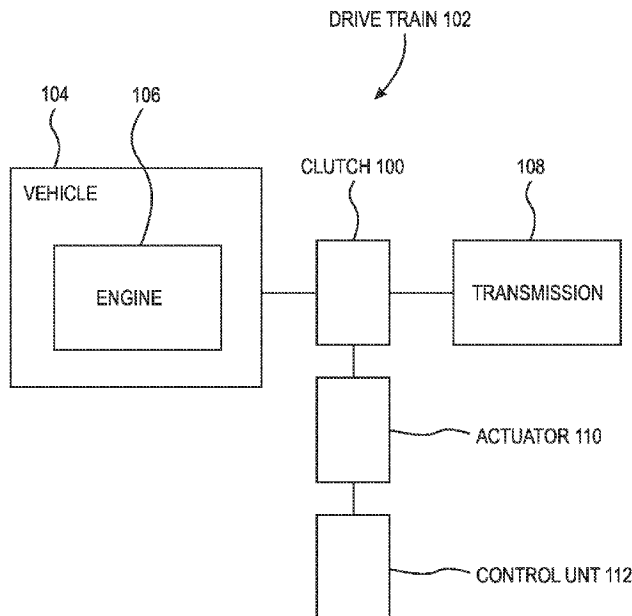 DRIVE TRAIN 102
104
106
CLUTCH 100
108
VEHICLE
ENGINE
TRANSMISSION
ACTUATOR 110
CONTROL UNT 112